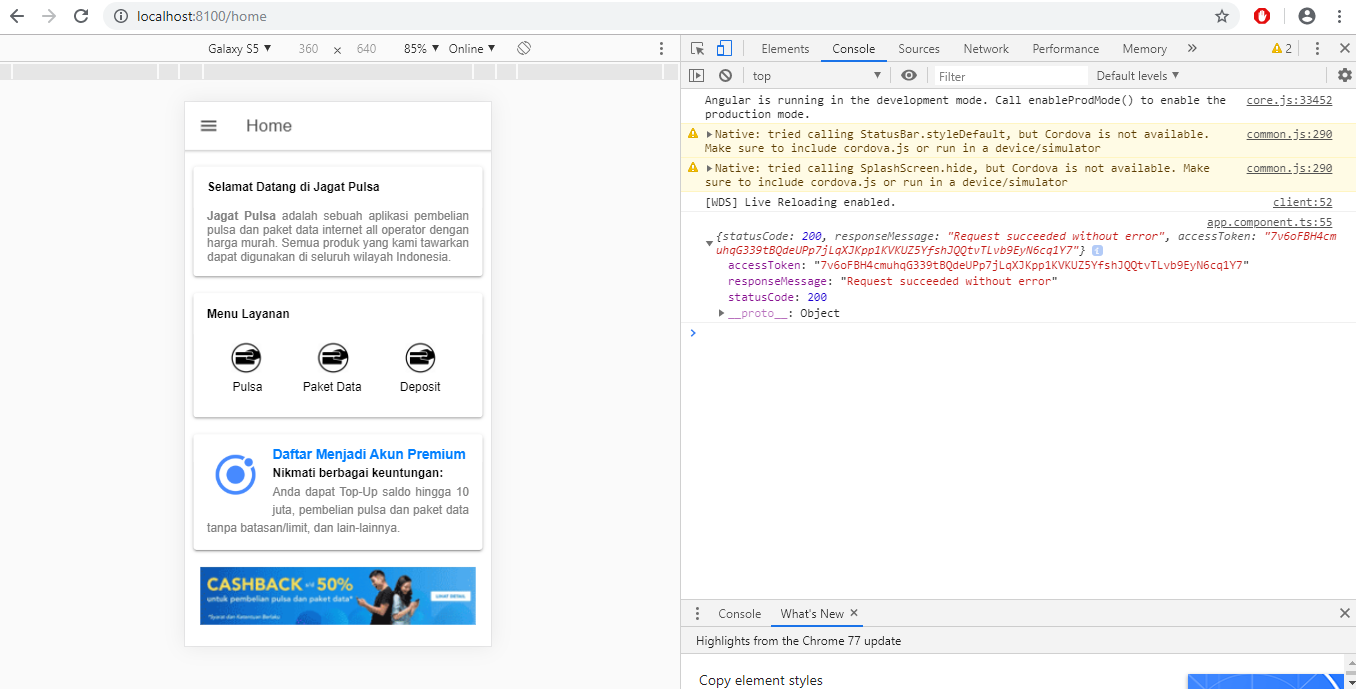 localhost:8100/home
Galaxy S5 ▼ 360 x 640 85% ▼ Online ▼
Elements Console Sources Network Performance Memory » 2
top ▼ Filter Default levels ▼
Home
Selamat Datang di Jagat Pulsa
Jagat Pulsa adalah sebuah aplikasi pembelian
pulsa dan paket data internet all operator dengan
harga murah. Semua produk yang kami tawarkan
dapat digunakan di seluruh wilayah Indonesia.
Menu Layanan
Pulsa Paket Data Deposit
Daftar Menjadi Akun Premium
Nikmati berbagai keuntungan:
Anda dapat Top-Up saldo hingga 10
juta, pembelian pulsa dan paket data
tanpa batasan/limit, dan lain-lainnya.
CASHBACK s/d 50%
untuk pembelian pulsa dan paket data*
LIHAT DETAIL
*Syarat dan Ketentuan Berlaku
Angular is running in the development mode. Call enableProdMode() to enable the core.js:33452
production mode.
Native: tried calling StatusBar.styleDefault, but Cordova is not available. common.js:290
Make sure to include cordova.js or run in a device/simulator
Native: tried calling SplashScreen.hide, but Cordova is not available. Make common.js:290
sure to include cordova.js or run in a device/simulator
[WDS] Live Reloading enabled. client:52
app.component.ts:55
{statusCode: 200, responseMessage: "Request succeeded without error", accessToken: "7v6oFBH4cm
uhqG339tBQdeUPp7jLqXJKpp1KVKUZ5YfshJQQtvTLvb9EyN6cq1Y7"} i
accessToken: "7v6oFBH4cmuhqG339tBQdeUPp7jLqXJKpp1KVKUZ5YfshJQQtvTLvb9EyN6cq1Y7"
responseMessage: "Request succeeded without error"
statusCode: 200
__proto__: Object
Console What's New
Highlights from the Chrome 77 update
Copy element styles